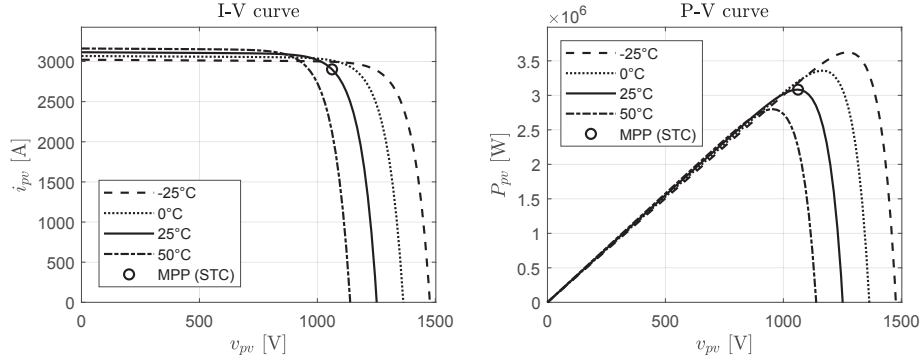 I-V curve
3000
2500
2000
1500
1000
500
0
i_pv [A]
-25°C
0°C
25°C
50°C
MPP (STC)
0 500 1000 1500
v_pv [V]
P-V curve
×10^6
4
3.5
3
2.5
2
1.5
1
0.5
0
P_pv [W]
-25°C
0°C
25°C
50°C
MPP (STC)
0 500 1000 1500
v_pv [V]